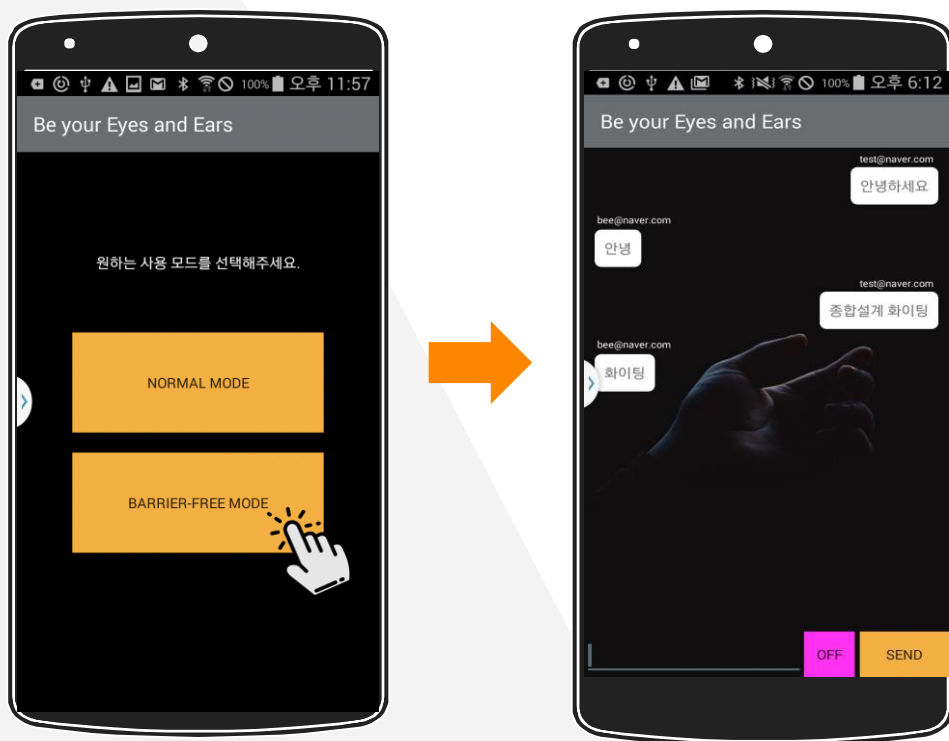 100% 오후 11:57
Be your Eyes and Ears
원하는 사용 모드를 선택해주세요.
NORMAL MODE
BARRIER-FREE MODE
100% 오후 6:12
Be your Eyes and Ears
test@naver.com
안녕하세요
bee@naver.com
안녕
test@naver.com
종합설계 화이팅
bee@naver.com
화이팅
OFF SEND